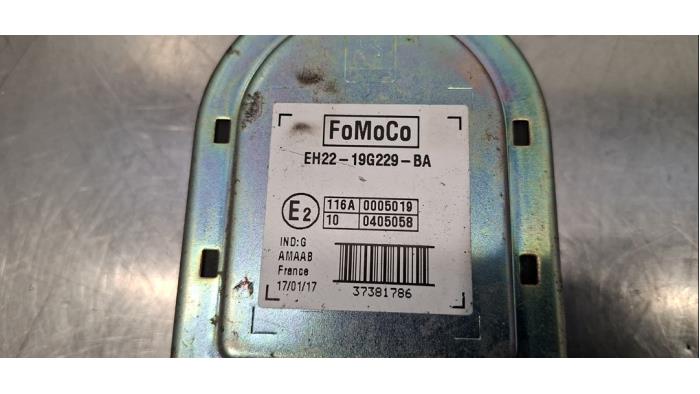 FoMoCo
EH22-19G229-BA
E2
116A 0005019
10 0405058
IND:G
AMAAB
France
17/01/17
37381786